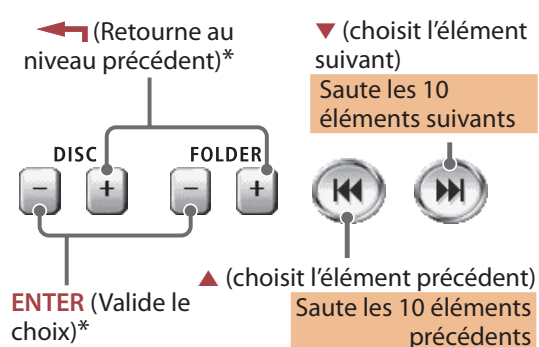 (Retourne au
niveau précédent)*
▼ (choisit l'élément
suivant)
Saute les 10
éléments suivants
DISC
FOLDER
– + – +
ENTER (Valide le
choix)*
▲ (choisit l'élément précédent)
Saute les 10 éléments
précédents